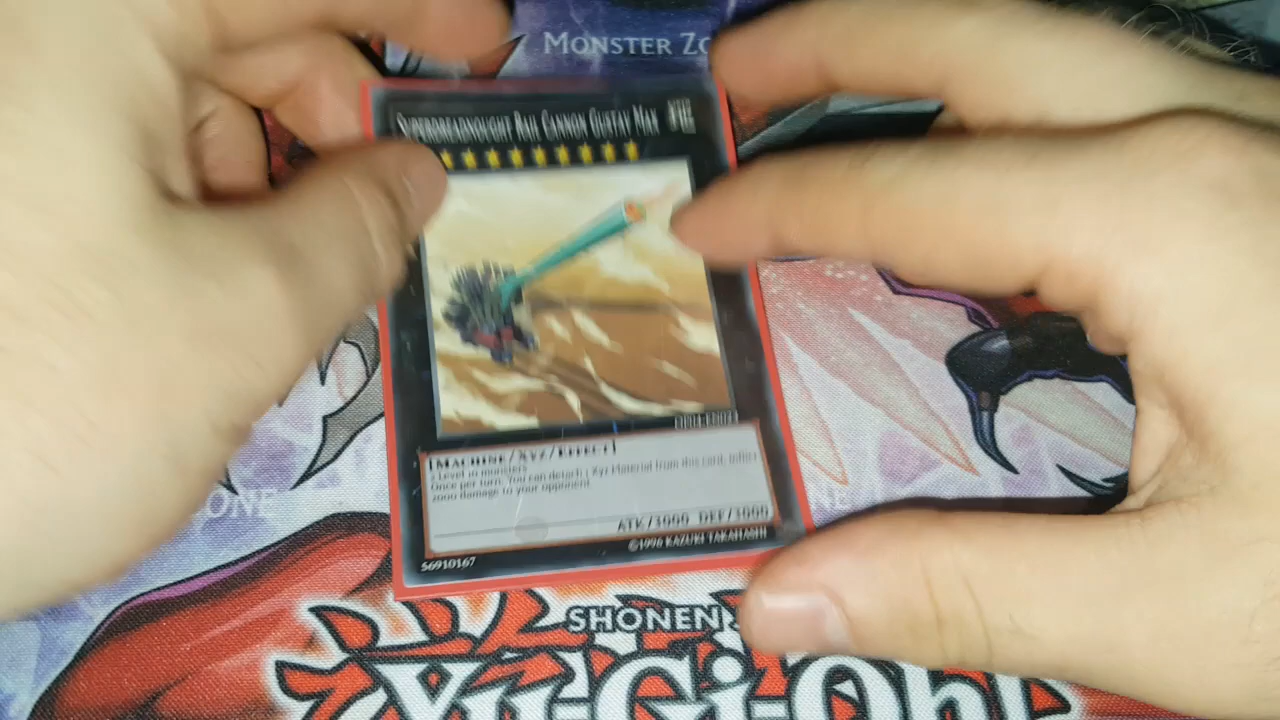 MONSTER ZO
SUPERDREADNOUGHT RAIL CANNON GUSTAV MAX
[MACHINE/XYZ/EFFECT]
2 Level 10 monsters
Once per turn: You can detach 1 Xyz Material from this card; inflict
2000 damage to your opponent.
ATK/3000 DEF/3000
56910167
©1996 KAZUKI TAKAHASHI
ONE
NE
SHONEN
YU-GI-OH!